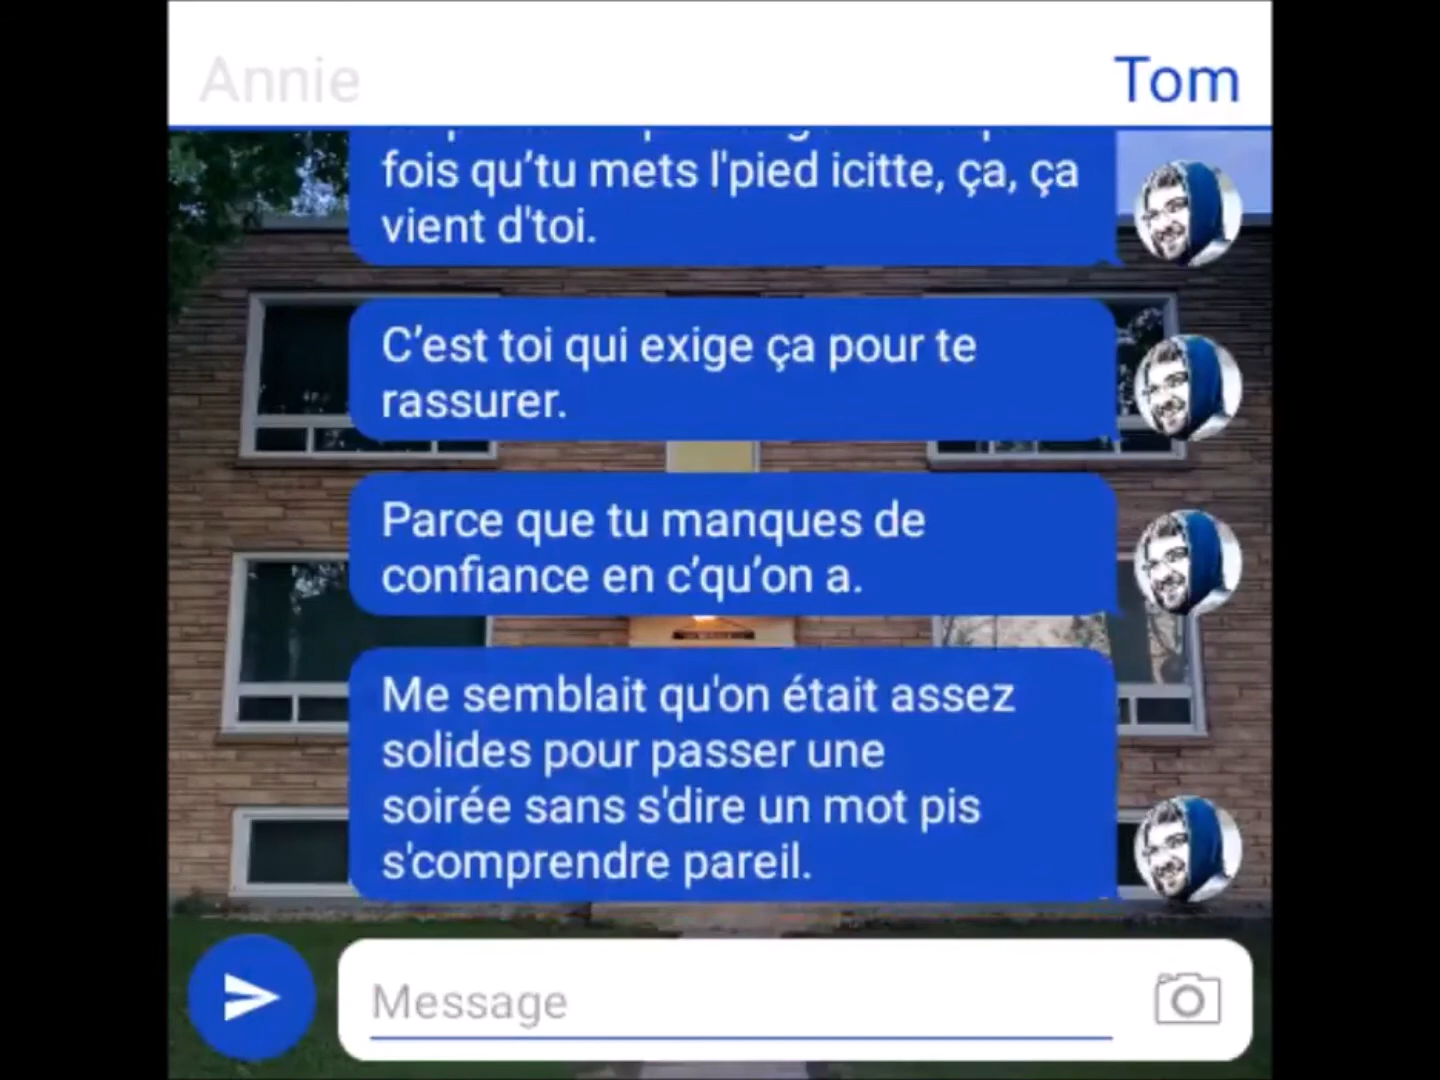 Annie
Tom
fois qu’tu mets l'pied icitte, ça, ça
vient d'toi.
C’est toi qui exige ça pour te
rassurer.
Parce que tu manques de
confiance en c’qu’on a.
Me semblait qu'on était assez
solides pour passer une
soirée sans s'dire un mot pis
s'comprendre pareil.
Message